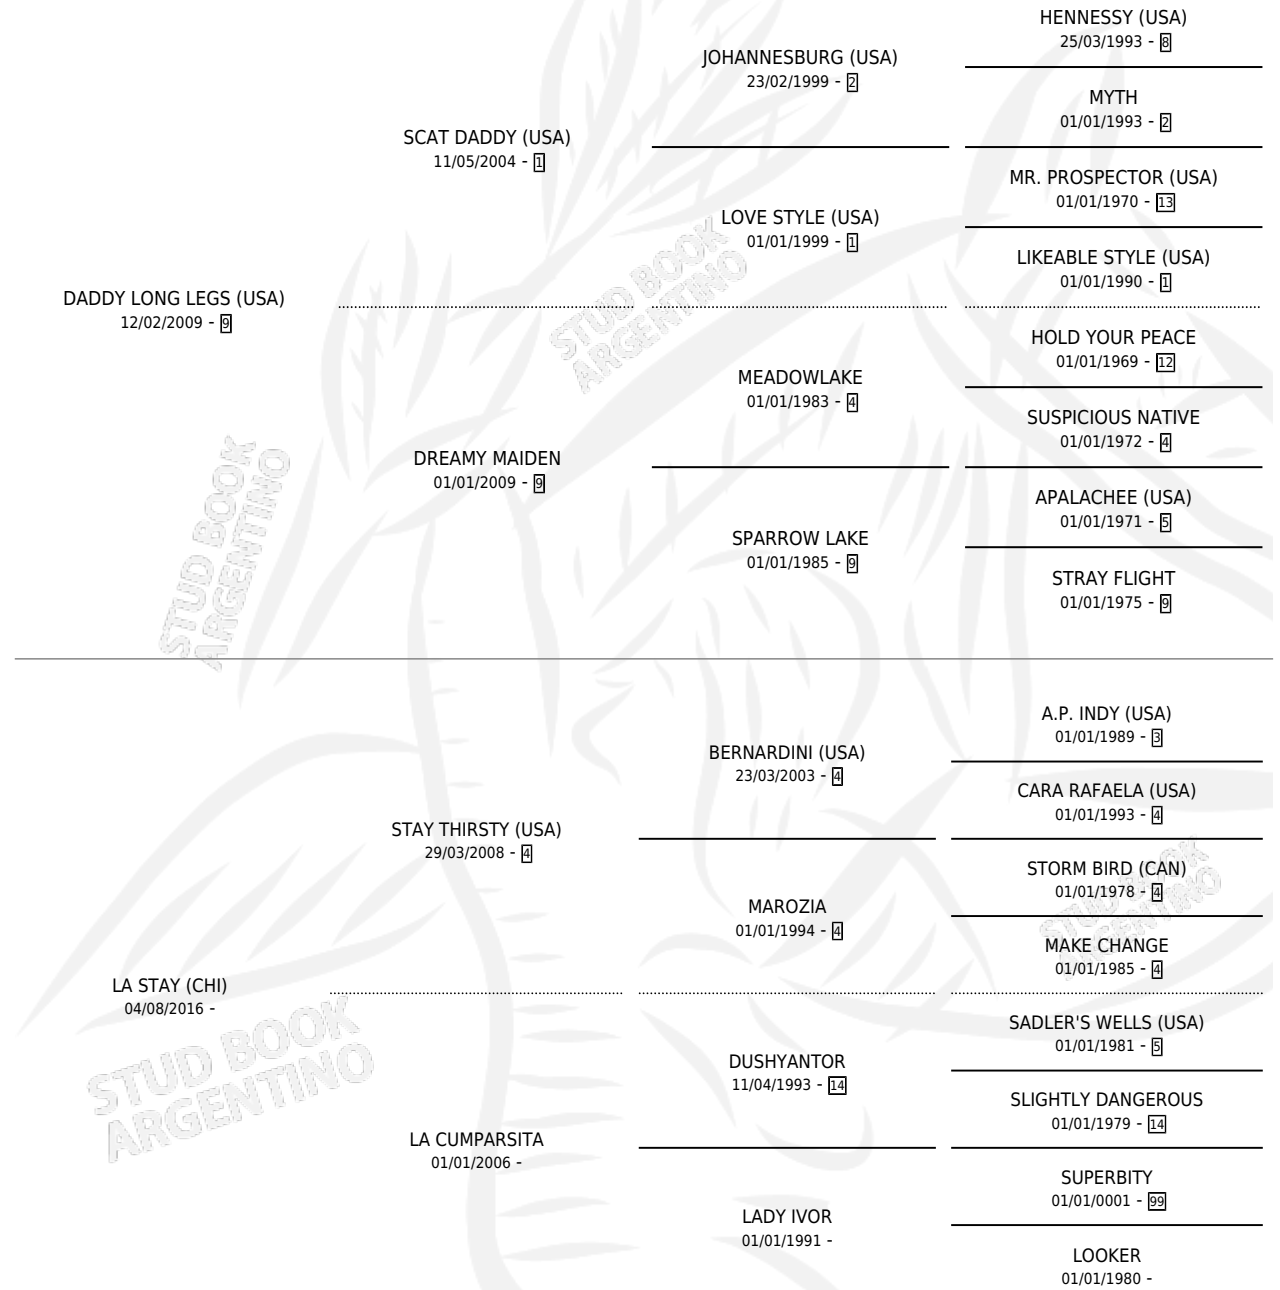 HENNESSY (USA)
25/03/1993 - 8
JOHANNESBURG (USA)
23/02/1999 - 2
MYTH
01/01/1993 - 2
SCAT DADDY (USA)
11/05/2004 - 1
MR. PROSPECTOR (USA)
01/01/1970 - 13
LOVE STYLE (USA)
01/01/1999 - 1
LIKEABLE STYLE (USA)
01/01/1990 - 1
DADDY LONG LEGS (USA)
12/02/2009 - 9
STUD BOOK
ARGENTINO
HOLD YOUR PEACE
01/01/1969 - 12
MEADOWLAKE
01/01/1983 - 4
SUSPICIOUS NATIVE
01/01/1972 - 4
DREAMY MAIDEN
01/01/2009 - 9
APALACHEE (USA)
01/01/1971 - 5
SPARROW LAKE
01/01/1985 - 9
STRAY FLIGHT
01/01/1975 - 9
STUD BOOK
ARGENTINO
A.P. INDY (USA)
01/01/1989 - 3
BERNARDINI (USA)
23/03/2003 - 4
CARA RAFAELA (USA)
01/01/1993 - 4
STAY THIRSTY (USA)
29/03/2008 - 4
STORM BIRD (CAN)
01/01/1978 - 4
MAROZIA
01/01/1994 - 4
STUD BOOK
ARGENTINO
MAKE CHANGE
01/01/1985 - 4
LA STAY (CHI)
04/08/2016 -
SADLER'S WELLS (USA)
01/01/1981 - 5
DUSHYANTOR
11/04/1993 - 14
STUD BOOK
ARGENTINO
SLIGHTLY DANGEROUS
01/01/1979 - 14
LA CUMPARSITA
01/01/2006 -
SUPERBITY
01/01/0001 - 99
LADY IVOR
01/01/1991 -
LOOKER
01/01/1980 -